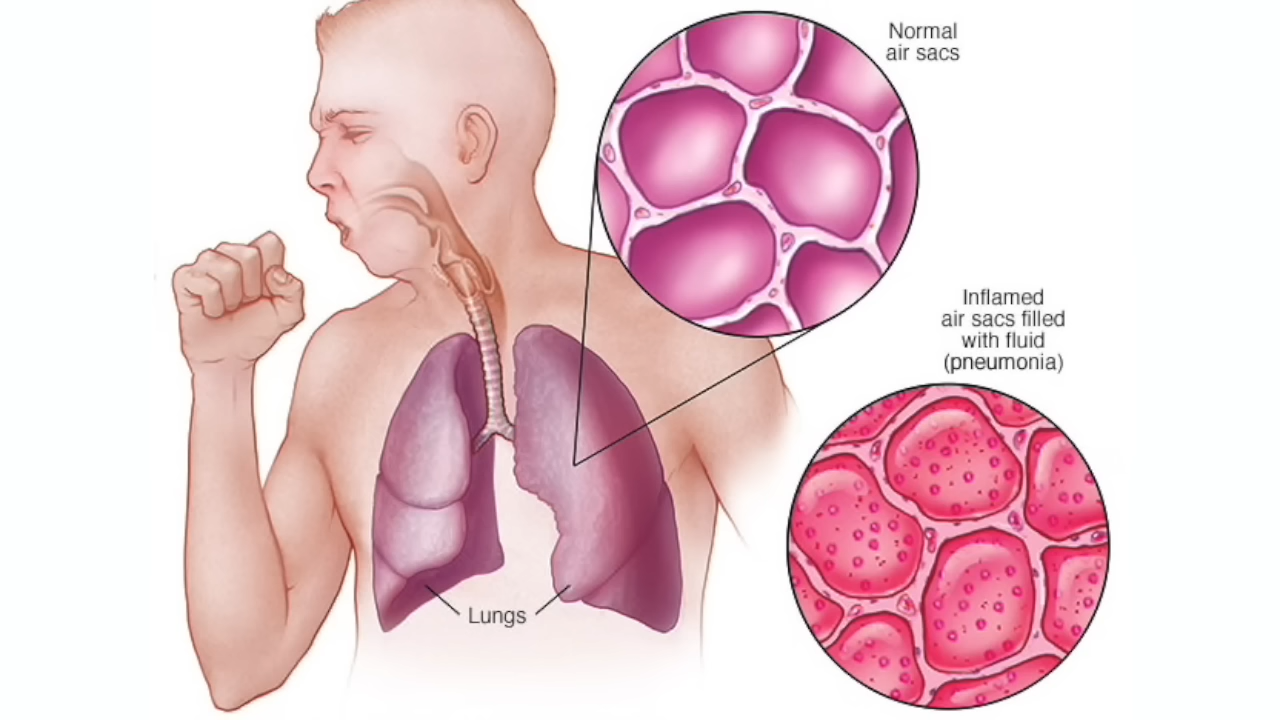 Normal
air sacs
Inflamed
air sacs filled
with fluid
(pneumonia)
Lungs